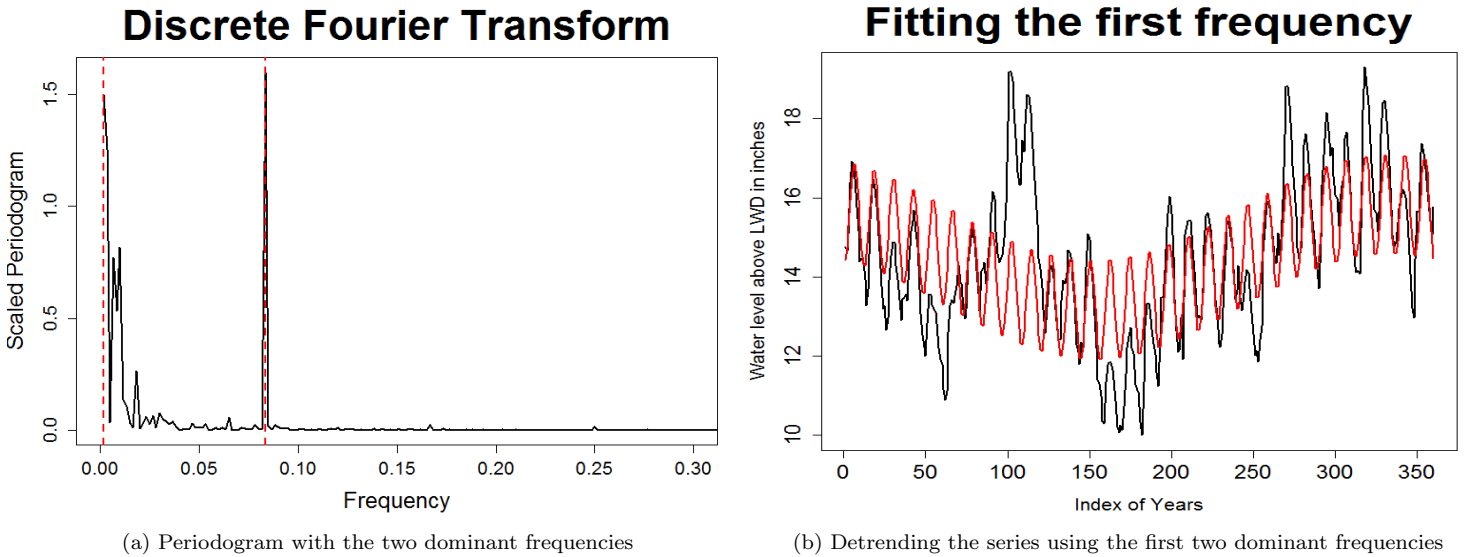 Discrete Fourier Transform
Scaled Periodogram
1.5
1.0
0.5
0.0
0.00 0.05 0.10 0.15 0.20 0.25 0.30
Frequency
(a) Periodogram with the two dominant frequencies
Fitting the first frequency
Water level above LWD in inches
18
16
14
12
10
0 50 100 150 200 250 300 350
Index of Years
(b) Detrending the series using the first two dominant frequencies